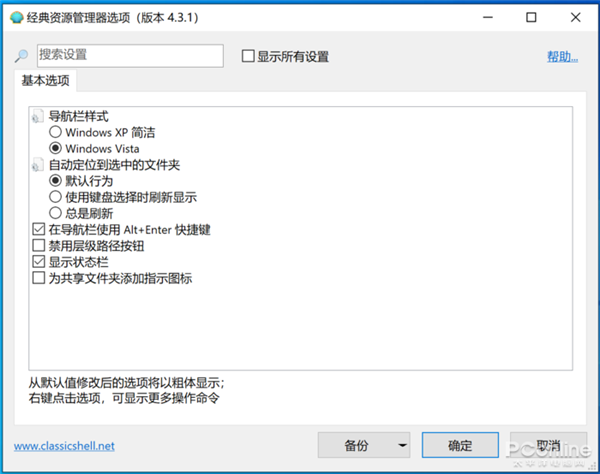 经典资源管理器选项（版本 4.3.1）
搜索设置
显示所有设置
帮助...
基本选项
导航栏样式
Windows XP 简洁
Windows Vista
自动定位到选中的文件夹
默认行为
使用键盘选择时刷新显示
总是刷新
在导航栏使用 Alt+Enter 快捷键
禁用层级路径按钮
显示状态栏
为共享文件夹添加指示图标
从默认值修改后的选项将以粗体显示；
右键点击选项，可显示更多操作命令
www.classicshell.net
备份
确定
取消
PConline
太平洋电脑网